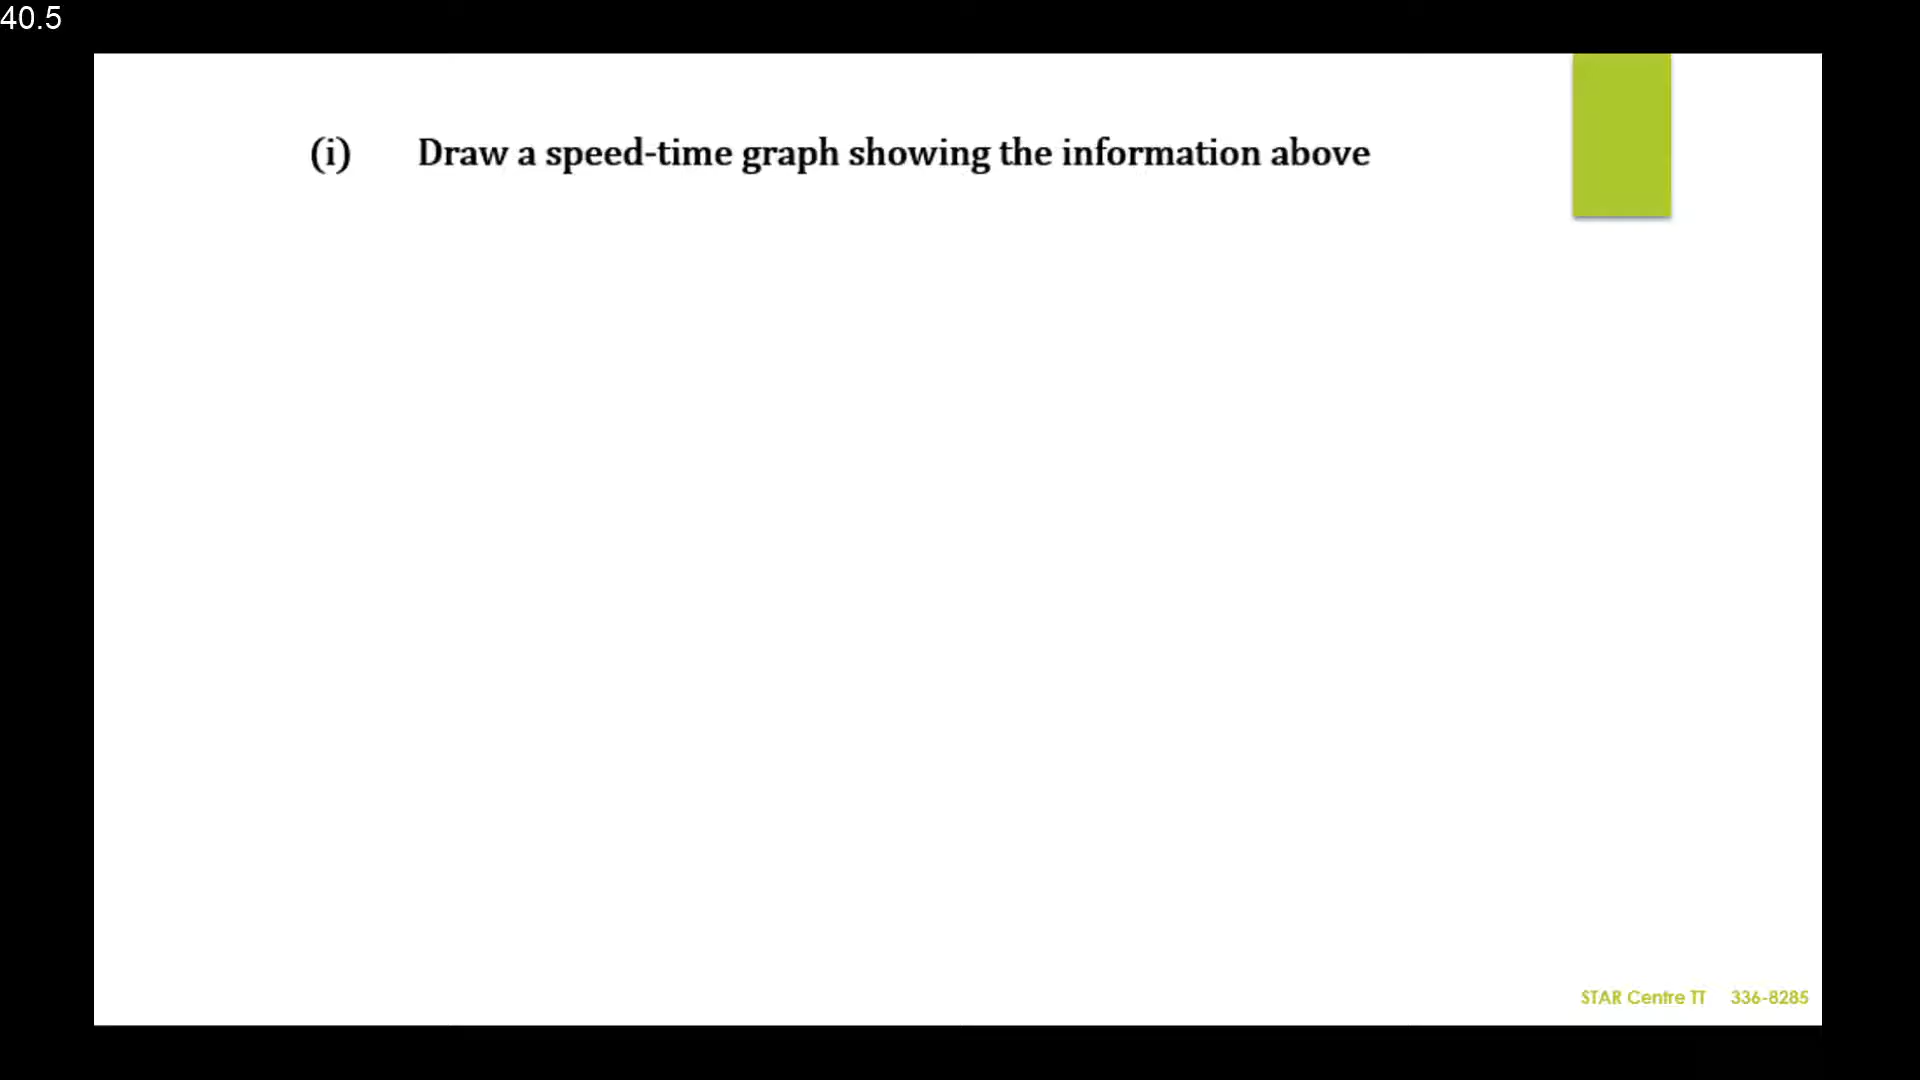 40.5
(i) Draw a speed-time graph showing the information above
STAR Centre TT 336-8285